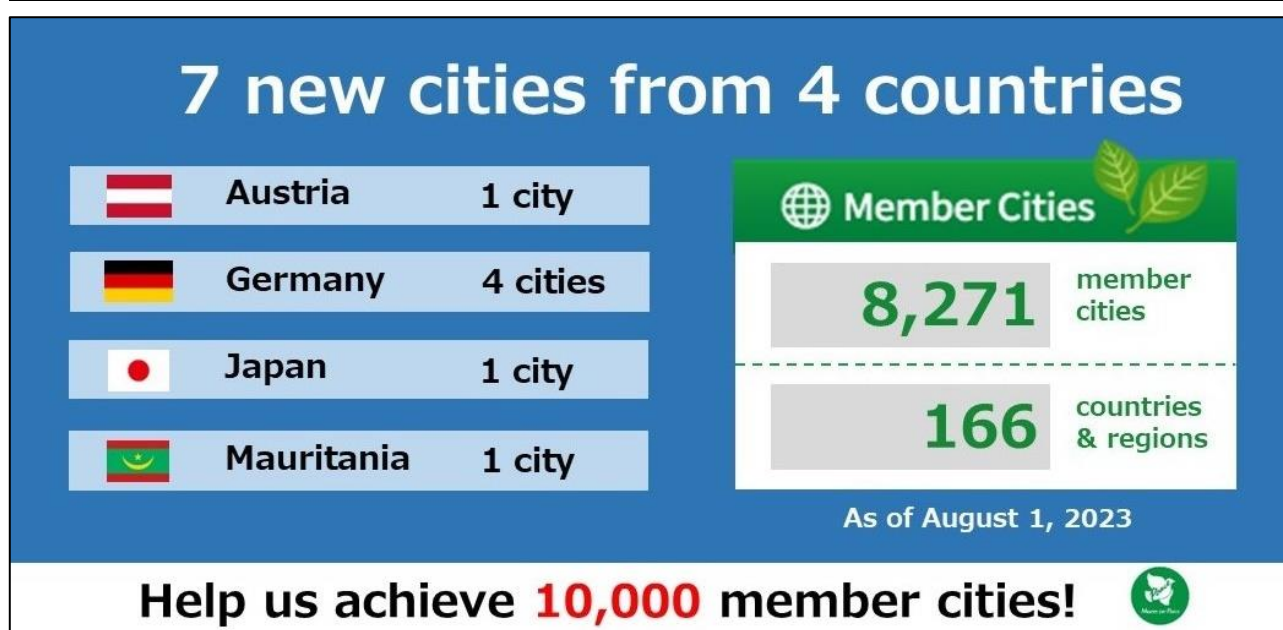 7 new cities from 4 countries
Austria 1 city
Germany 4 cities
Japan 1 city
Mauritania 1 city
Member Cities
8,271 member
cities
166 countries
& regions
As of August 1, 2023
Help us achieve 10,000 member cities!